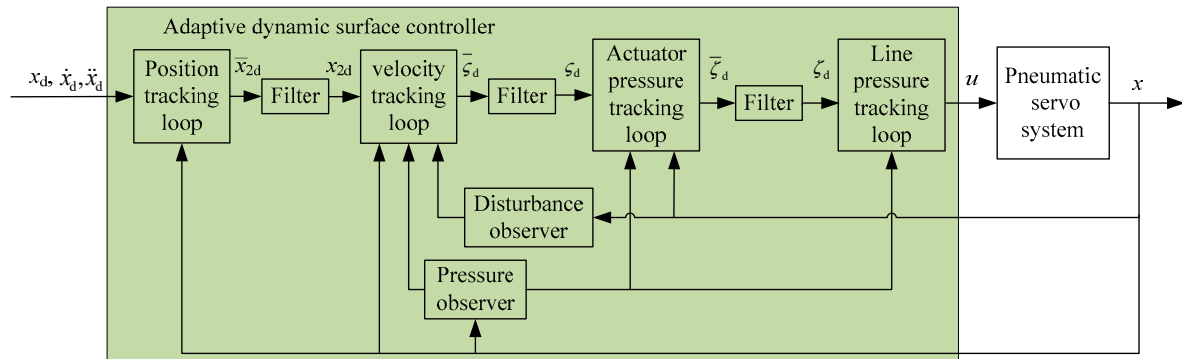 Adaptive dynamic surface controller
x_d, ẋ_d, ẍ_d
Position
tracking
loop
x̄_2d
Filter
x_2d
velocity
tracking
loop
ς̄_d
Filter
ς_d
Actuator
pressure
tracking
loop
ζ̄_d
Filter
ζ_d
Line
pressure
tracking
loop
u
Pneumatic
servo
system
x
Disturbance
observer
Pressure
observer